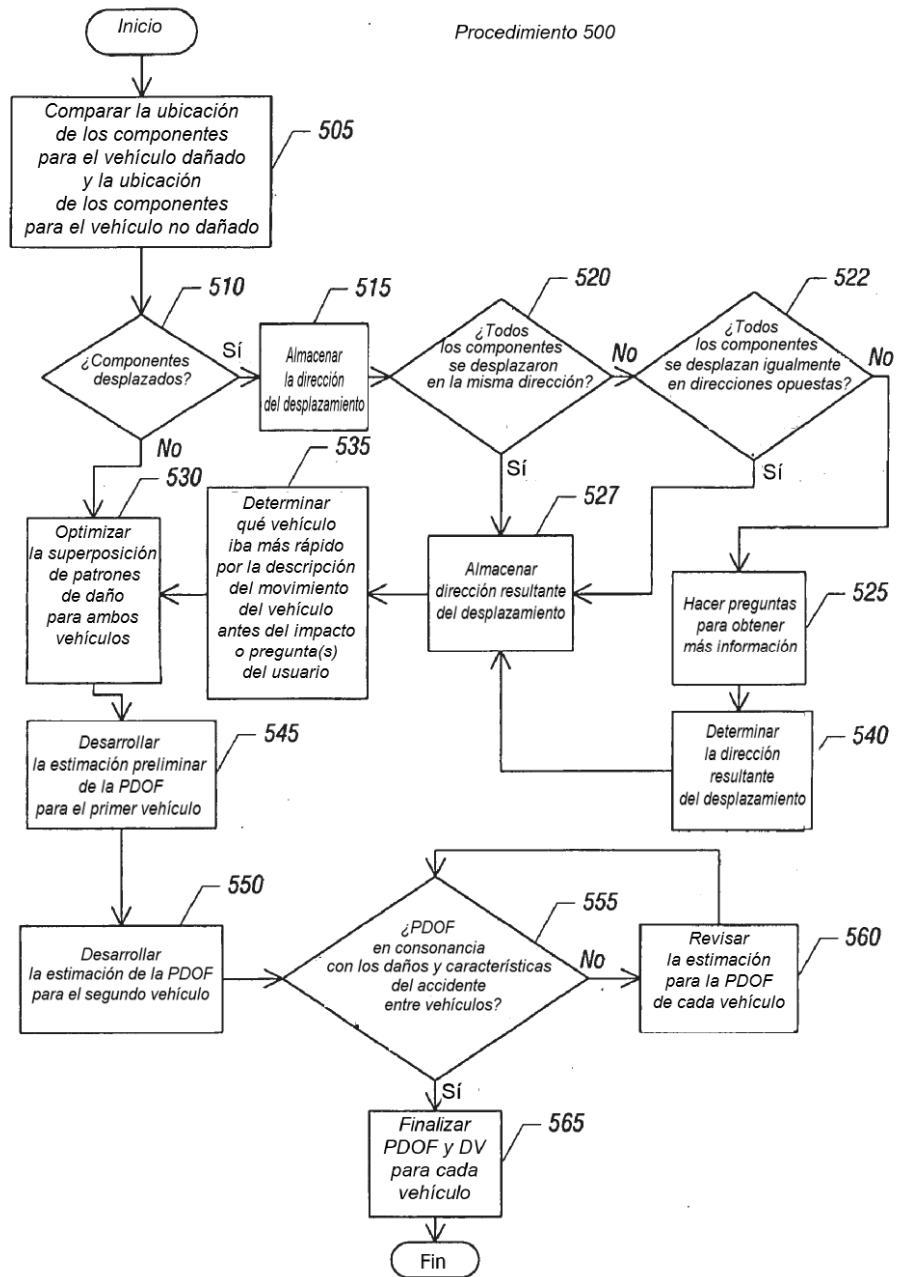 Inicio
Procedimiento 500
Comparar la ubicación
de los componentes
para el vehículo dañado
y la ubicación
de los componentes
para el vehículo no dañado
505
510
¿Componentes
desplazados?
Sí
No
515
Almacenar
la dirección
del desplazamiento
520
¿Todos
los componentes
se desplazaron
en la misma dirección?
No
Sí
522
¿Todos
los componentes
se desplazan igualmente
en direcciones opuestas?
No
Sí
530
Optimizar
la superposición
de patrones
de daño
para ambos
vehículos
535
Determinar
qué vehículo
iba más rápido
por la descripción
del movimiento
del vehículo
antes del impacto
o pregunta(s)
del usuario
527
Almacenar
dirección resultante
del desplazamiento
525
Hacer preguntas
para obtener
más información
540
Determinar
la dirección
resultante
del desplazamiento
545
Desarrollar
la estimación preliminar
de la PDOF
para el primer vehículo
550
Desarrollar
la estimación de la PDOF
para el segundo vehículo
555
¿PDOF
en consonancia
con los daños y características
del accidente
entre vehículos?
No
Sí
560
Revisar
la estimación
para la PDOF
de cada vehículo
565
Finalizar
PDOF y DV
para cada
vehículo
Fin